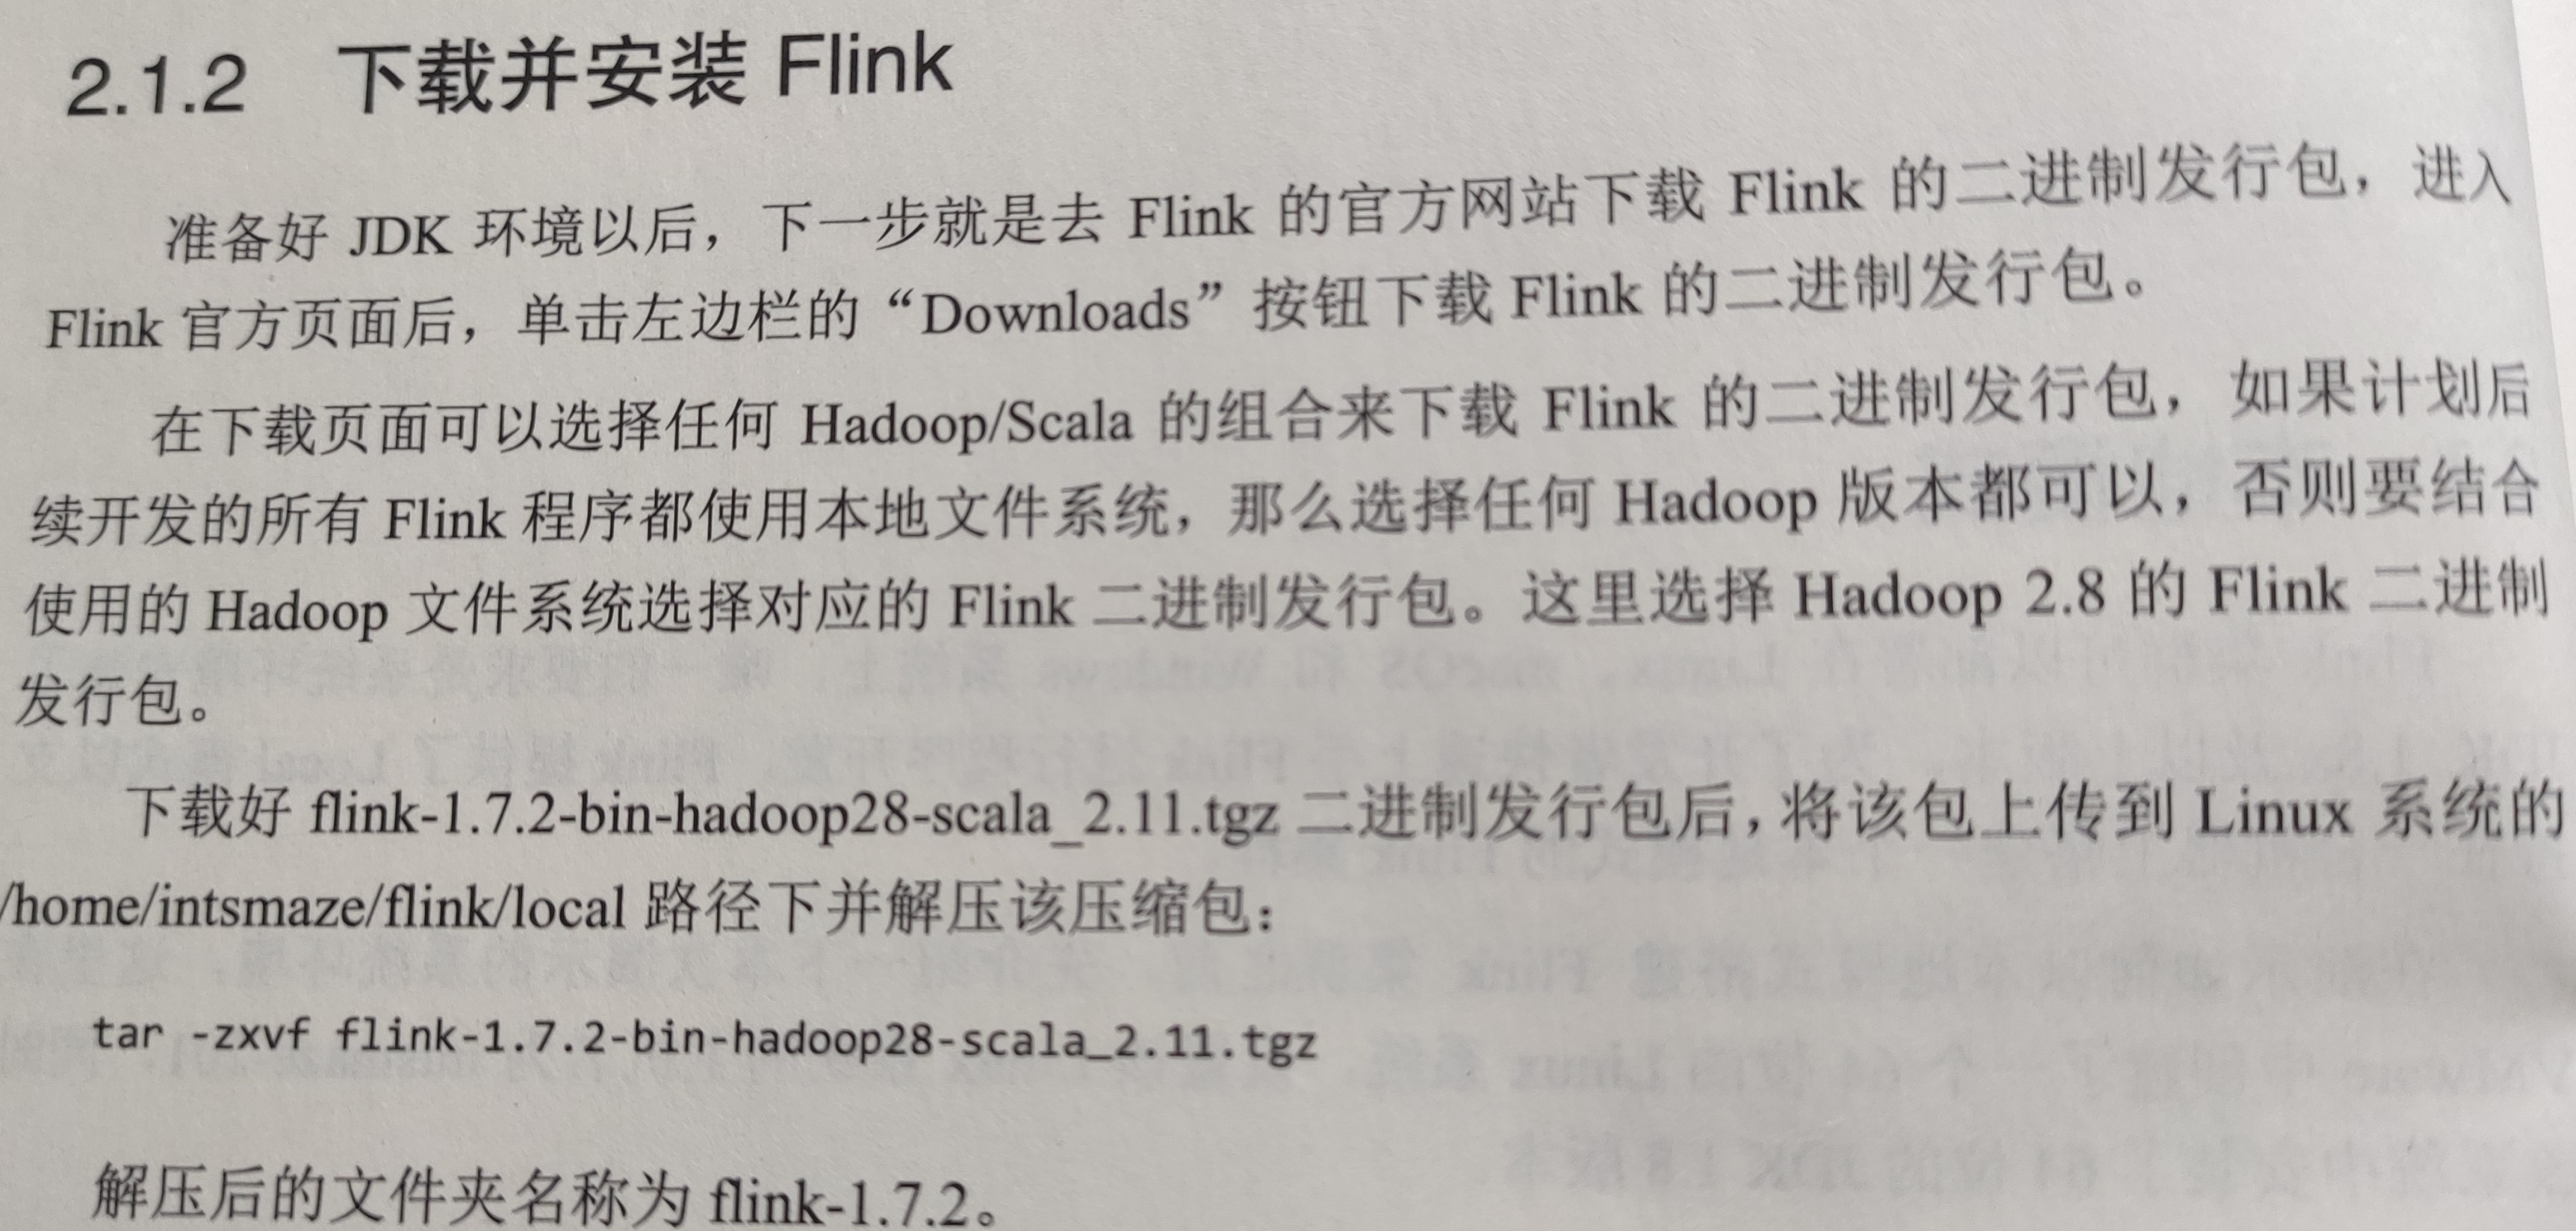 2.1.2 下载并安装 Flink
准备好 JDK 环境以后，下一步就是去 Flink 的官方网站下载 Flink 的二进制发行包，进入
Flink 官方页面后，单击左边栏的“Downloads”按钮下载 Flink 的二进制发行包。
在下载页面可以选择任何 Hadoop/Scala 的组合来下载 Flink 的二进制发行包，如果计划后
续开发的所有 Flink 程序都使用本地文件系统，那么选择任何 Hadoop 版本都可以，否则要结合
使用的 Hadoop 文件系统选择对应的 Flink 二进制发行包。这里选择 Hadoop 2.8 的 Flink 二进制
发行包。
下载好 flink-1.7.2-bin-hadoop28-scala_2.11.tgz 二进制发行包后，将该包上传到 Linux 系统的
/home/intsmaze/flink/local 路径下并解压该压缩包：
tar -zxvf flink-1.7.2-bin-hadoop28-scala_2.11.tgz
解压后的文件夹名称为 flink-1.7.2。